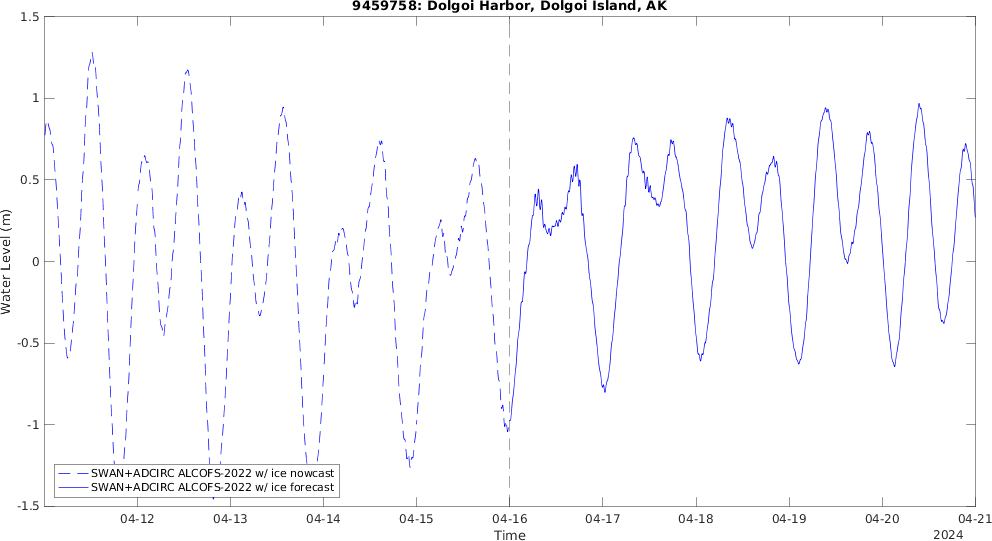 9459758: Dolgoi Harbor, Dolgoi Island, AK
1.5
1
0.5
0
-0.5
-1
-1.5
Water Level (m)
SWAN+ADCIRC ALCOFS-2022 w/ ice nowcast
SWAN+ADCIRC ALCOFS-2022 w/ ice forecast
04-12 04-13 04-14 04-15 04-16 04-17 04-18 04-19 04-20 04-21
Time
2024